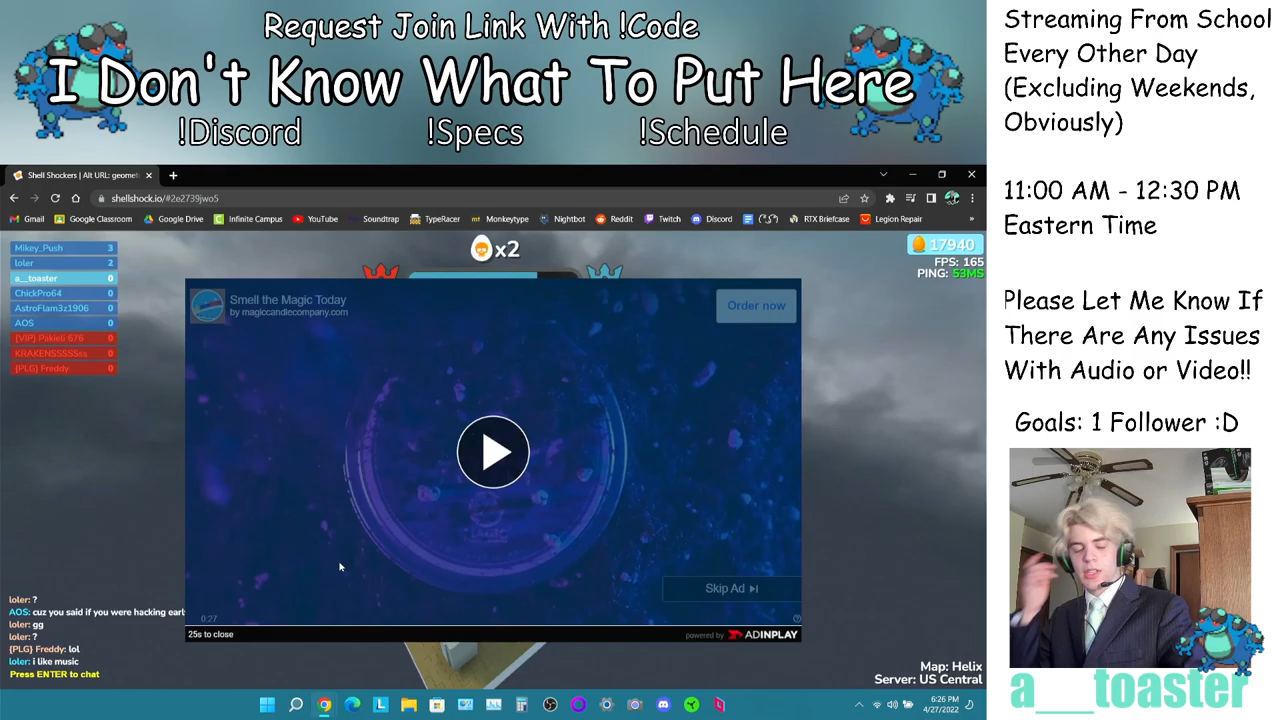 Request Join Link With !Code
I Don't Know What To Put Here
!Discord !Specs !Schedule
Streaming From School
Every Other Day
(Excluding Weekends,
Obviously)
11:00 AM - 12:30 PM
Eastern Time
Please Let Me Know If
There Are Any Issues
With Audio or Video!!
Goals: 1 Follower :D
a__toaster
Shell Shockers | Alt URL: geomet
shellshock.io/#2e2739jwo5
Gmail Google Classroom Google Drive Infinite Campus YouTube Soundtrap TypeRacer Monkeytype Nightbot Reddit Twitch Discord RTX Briefcase Legion Repair
Mikey_Push 3
loler 2
a__toaster 0
ChickPro64 0
AstroFlam3z1906 0
AOS 0
{VIP} Pakieli 676 0
KRAKENSSSS5ss 0
{PLG} Freddy 0
x2
17940
FPS: 165
PING: 53MS
Smell the Magic Today
by magiccandlecompany.com
Order now
Skip Ad
0:27
25s to close
powered by ADINPLAY
loler: ?
AOS: cuz you said if you were hacking earl
loler: gg
loler: ?
{PLG} Freddy: lol
loler: i like music
Press ENTER to chat
Map: Helix
Server: US Central
6:26 PM
4/27/2022